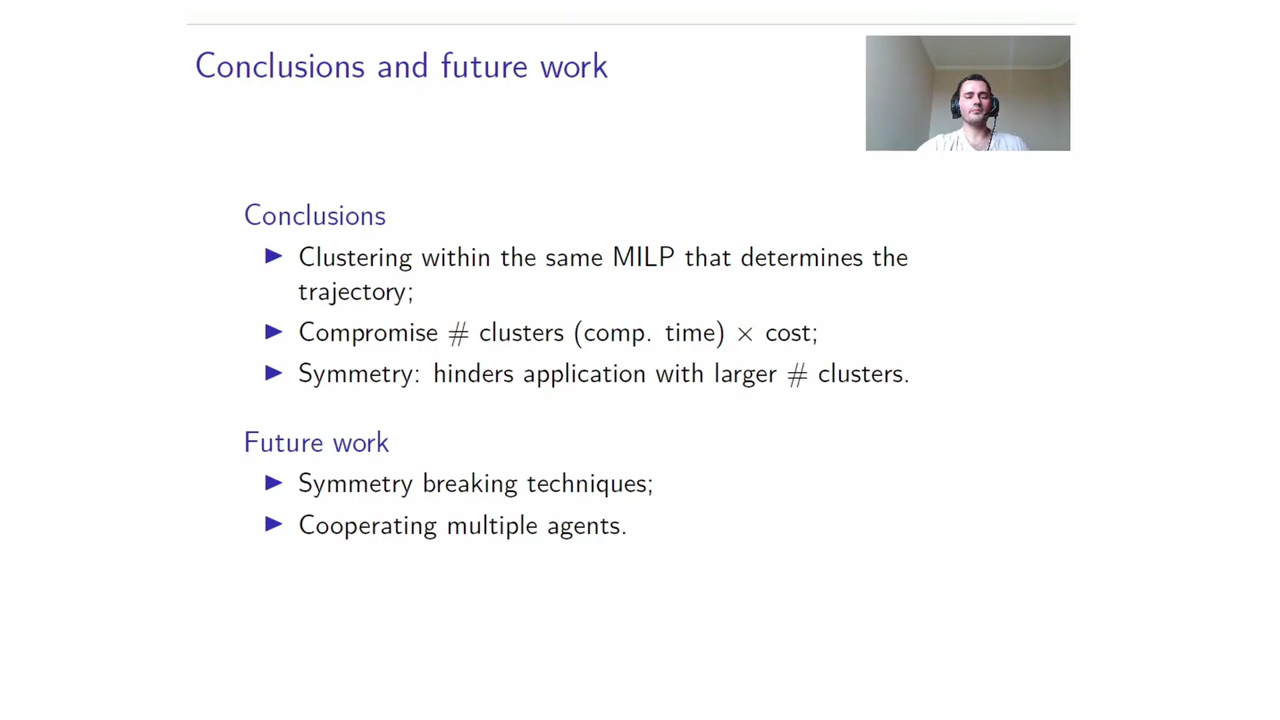 Conclusions and future work
Conclusions
Clustering within the same MILP that determines the
trajectory;
Compromise # clusters (comp. time) × cost;
Symmetry: hinders application with larger # clusters.
Future work
Symmetry breaking techniques;
Cooperating multiple agents.